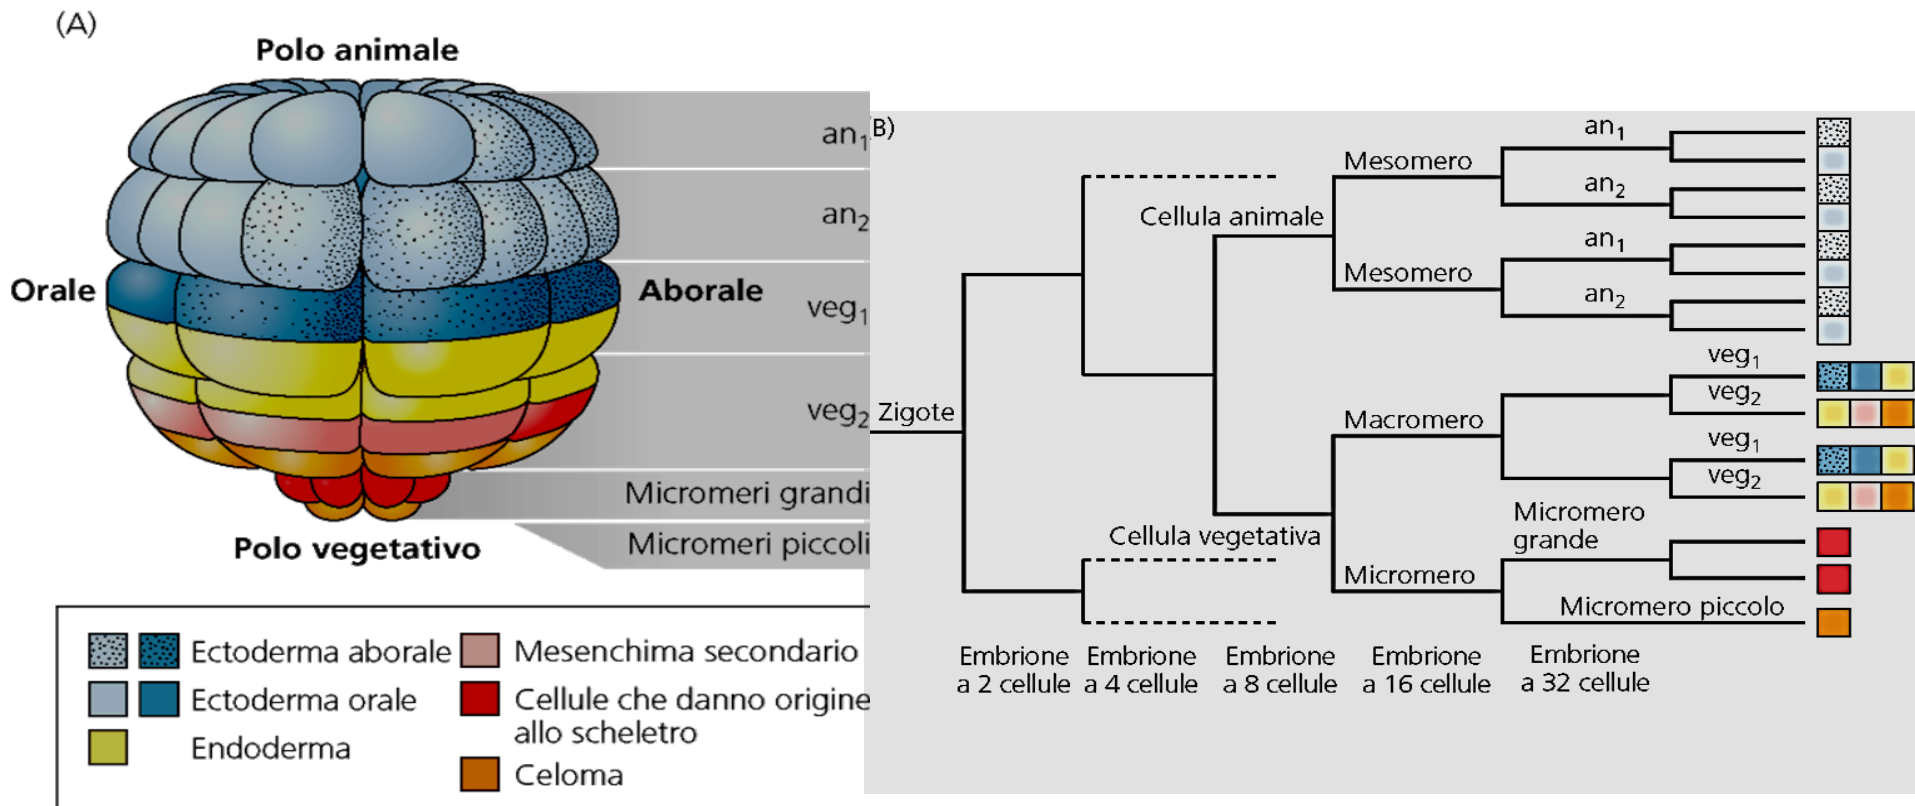 (A)
Polo animale
an1
an2
Orale
Aborale
veg1
veg2
Micromeri grandi
Polo vegetativo
Micromeri piccoli
Ectoderma aborale
Ectoderma orale
Endoderma
Mesenchima secondario
Cellule che danno origine
allo scheletro
Celoma
B)
Zigote
Cellula animale
Cellula vegetativa
Mesomero
Mesomero
Macromero
Micromero
an1
an2
an1
an2
veg1
veg2
veg1
veg2
Micromero
grande
Micromero piccolo
Embrione
a 2 cellule
Embrione
a 4 cellule
Embrione
a 8 cellule
Embrione
a 16 cellule
Embrione
a 32 cellule